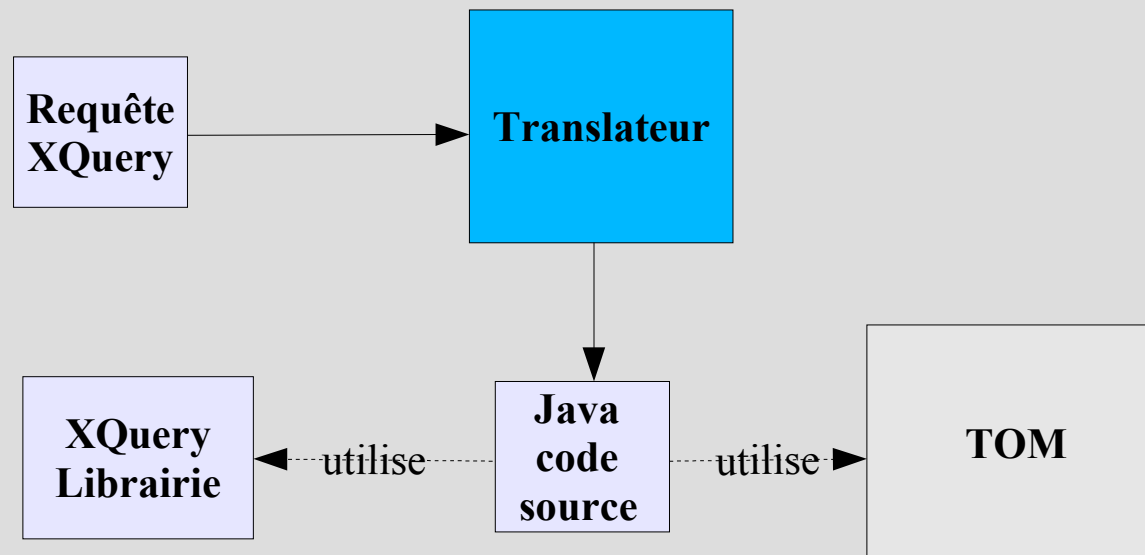 Requête
XQuery
Translateur
XQuery
Librairie
utilise
Java
code
source
utilise
TOM